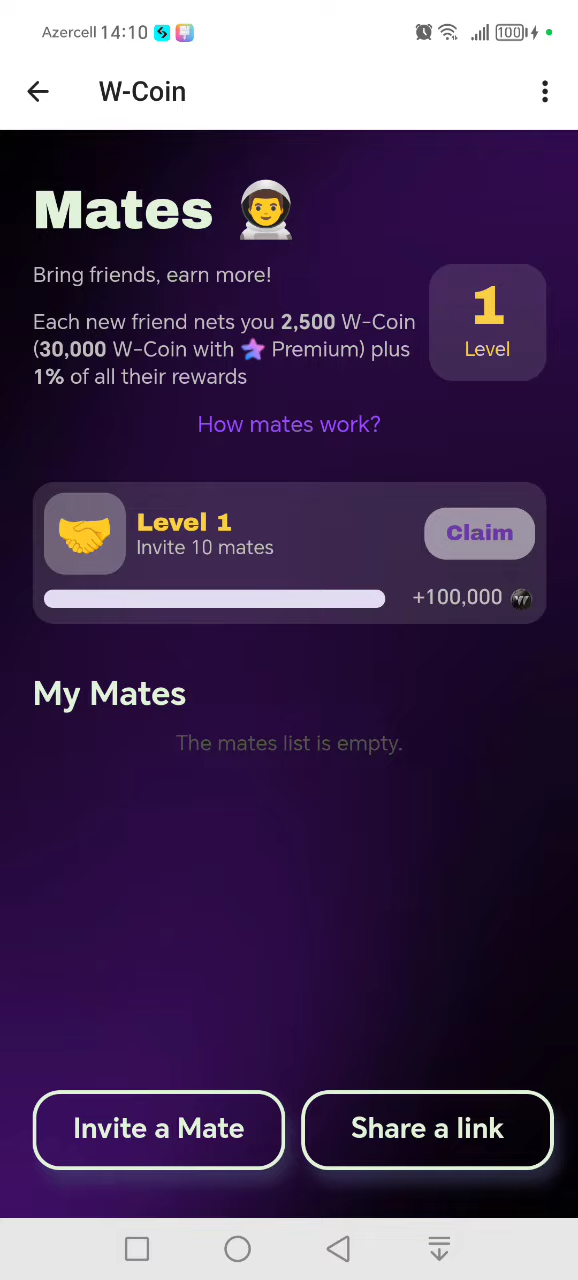 Azercell 14:10
100
W-Coin
Mates
Bring friends, earn more!
Each new friend nets you 2,500 W-Coin
(30,000 W-Coin with Premium) plus
1% of all their rewards
1
Level
How mates work?
Level 1
Invite 10 mates
Claim
+100,000
My Mates
The mates list is empty.
Invite a Mate
Share a link